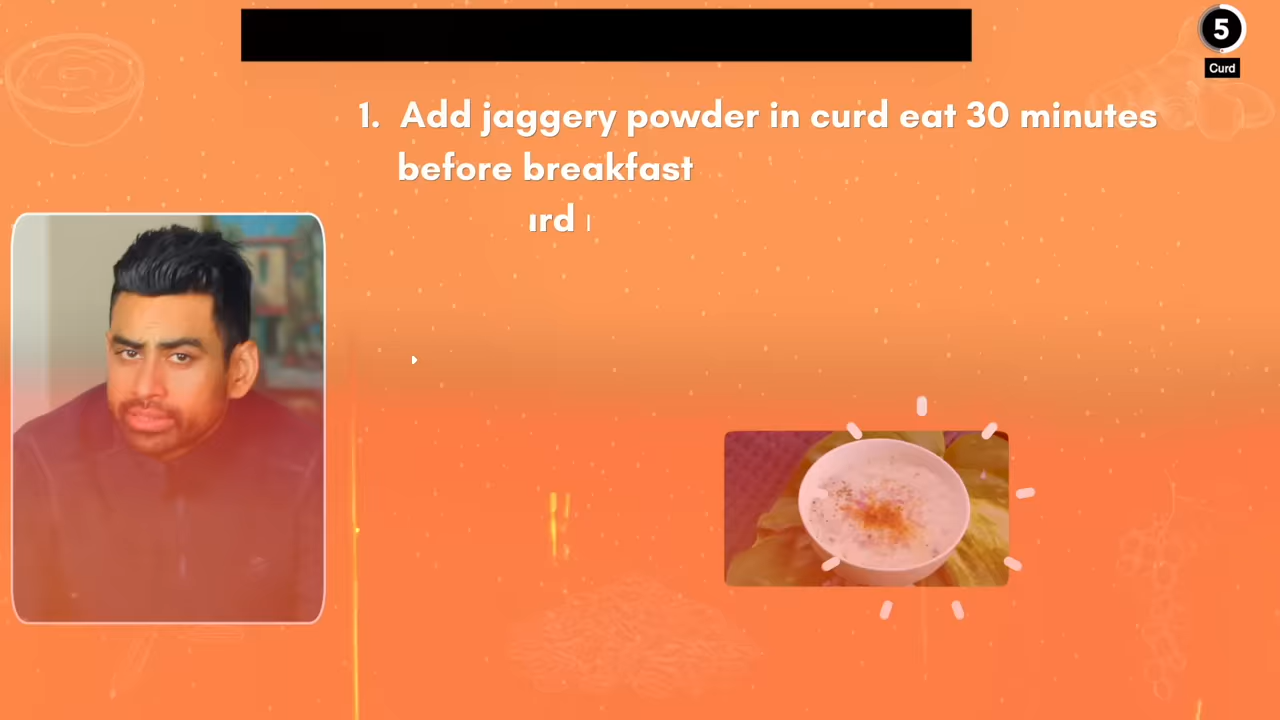 5
Curd
1. Add jaggery powder in curd eat 30 minutes
before breakfast